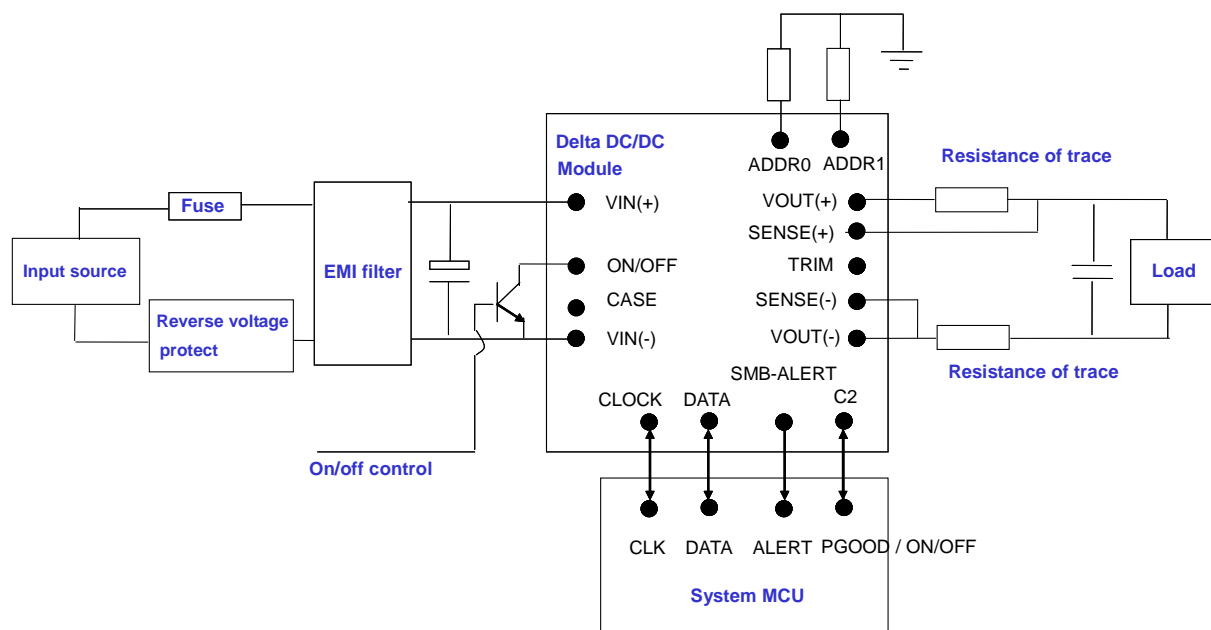 Delta DC/DC
Module
ADDR0
ADDR1
Resistance of trace
Fuse
VIN(+)
VOUT(+)
SENSE(+)
Input source
EMI filter
ON/OFF
TRIM
Load
CASE
SENSE(-)
Reverse voltage
protect
VIN(-)
VOUT(-)
SMB-ALERT
Resistance of trace
CLOCK
DATA
C2
On/off control
CLK
DATA
ALERT
PGOOD / ON/OFF
System MCU